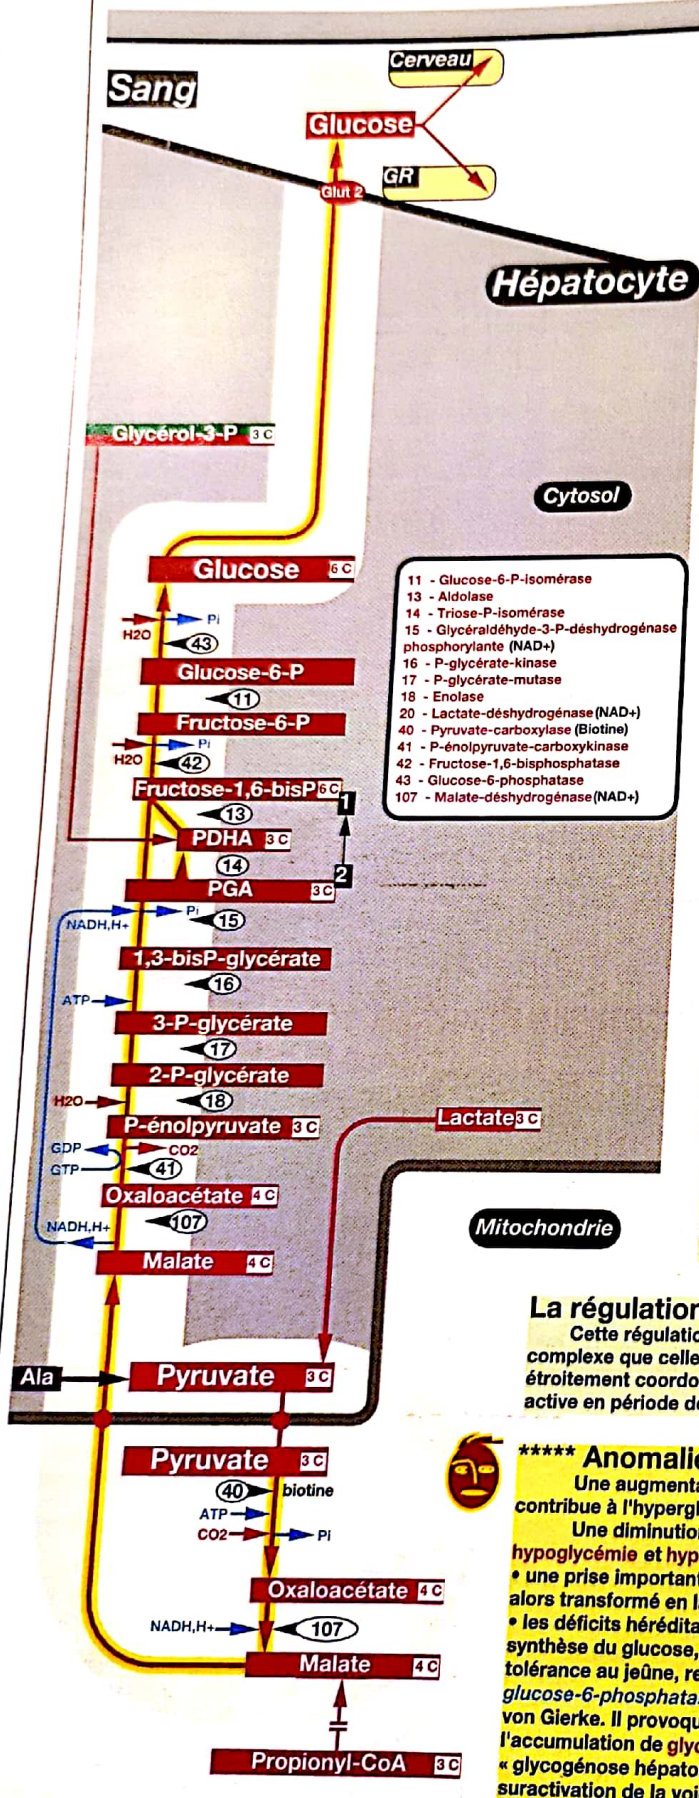 Cerveau
Sang
Glucose
GR
Glut 2
Hépatocyte
Glycérol-3-P 3 C
Cytosol
Glucose 6 C
H2O Pi
43
Glucose-6-P
11
Fructose-6-P
H2O Pi
42
Fructose-1,6-bisP 6 C
1
13
PDHA 3 C
14
2
PGA 3 C
NADH,H+ Pi
15
1,3-bisP-glycérate
16
ATP
3-P-glycérate
17
2-P-glycérate
H2O
18
P-énolpyruvate 3 C
Lactate 3 C
GDP CO2
GTP
41
Oxaloacétate 4 C
107
NADH,H+
Malate 4 C
11 - Glucose-6-P-isomérase
13 - Aldolase
14 - Triose-P-isomérase
15 - Glycéraldéhyde-3-P-déshydrogénase
phosphorylante (NAD+)
16 - P-glycérate-kinase
17 - P-glycérate-mutase
18 - Enolase
20 - Lactate-déshydrogénase (NAD+)
40 - Pyruvate-carboxylase (Biotine)
41 - P-énolpyruvate-carboxykinase
42 - Fructose-1,6-bisphosphatase
43 - Glucose-6-phosphatase
107 - Malate-déshydrogénase (NAD+)
Mitochondrie
Ala
Pyruvate 3 C
Pyruvate 3 C
40 biotine
ATP
CO2 Pi
Oxaloacétate 4 C
NADH,H+
107
Malate 4 C
Propionyl-CoA 3 C
La régulation
Cette régulatio
complexe que celle
étroitement coordo
active en période de
***** Anomalie
Une augmenta
contribue à l'hypergl
Une diminution
hypoglycémie et hyp
• une prise important
alors transformé en l
• les déficits hérédita
synthèse du glucose,
tolérance au jeûne, re
glucose-6-phosphata
von Gierke. Il provoqu
l'accumulation de glyc
« glycogénose hépato
suractivation de la voi